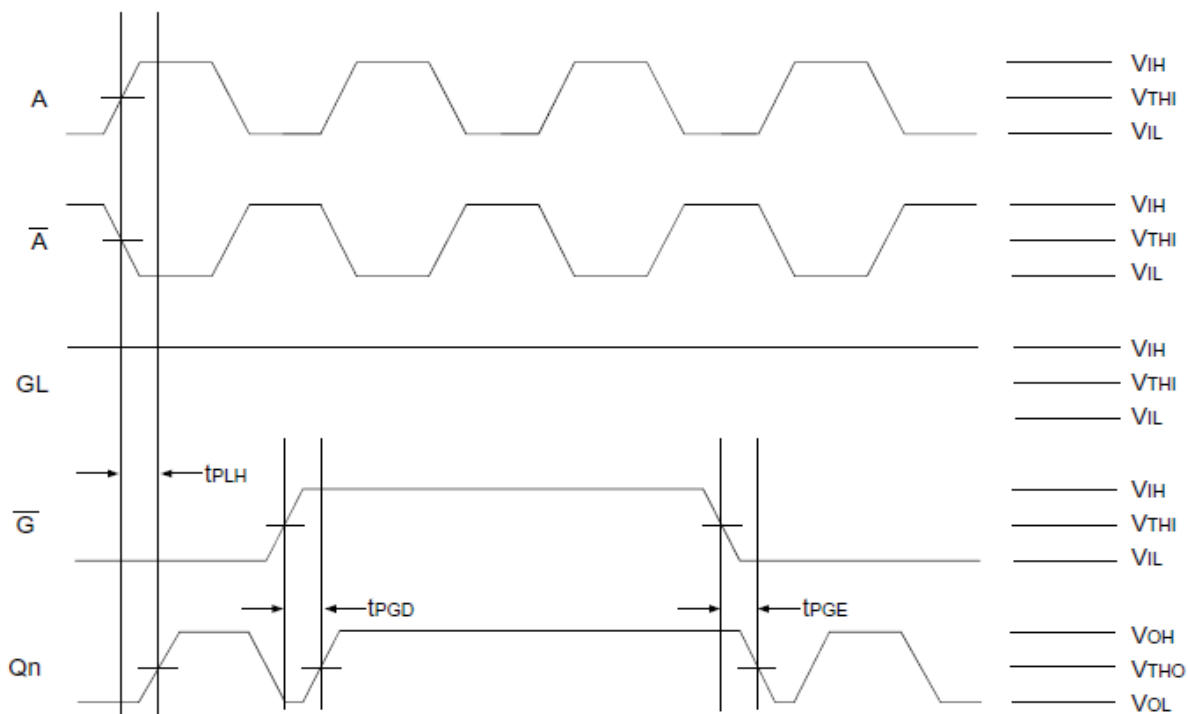 A
VIH
VTHI
VIL
A̅
VIH
VTHI
VIL
GL
VIH
VTHI
VIL
tPLH
G̅
VIH
VTHI
VIL
tPGD
tPGE
Qn
VOH
VTHO
VOL